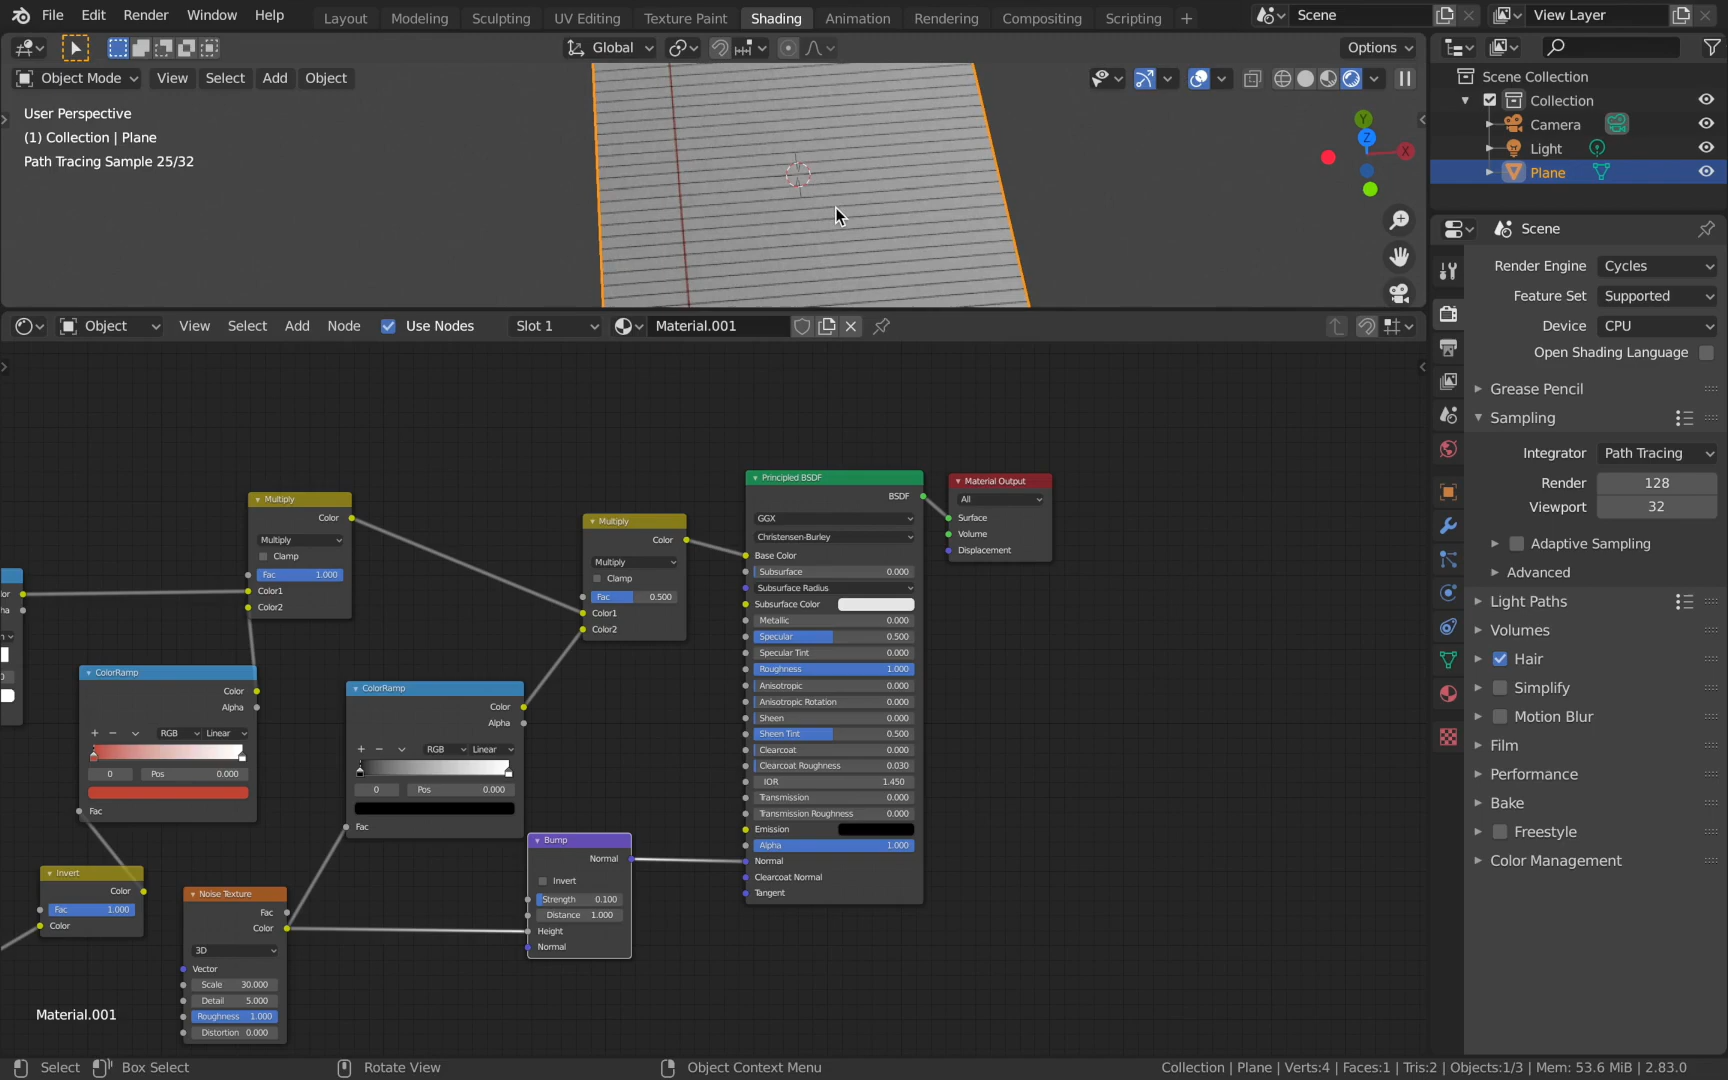 File Edit Render Window Help Layout Modeling Sculpting UV Editing Texture Paint Shading Animation Rendering Compositing Scripting + Scene View Layer
Global Options
Object Mode View Select Add Object
User Perspective
(1) Collection | Plane
Path Tracing Sample 25/32
Y
Z
X
Scene Collection
Collection
Camera
Light
Plane
Scene
Render Engine Cycles
Feature Set Supported
Device CPU
Open Shading Language
Grease Pencil
Sampling
Integrator Path Tracing
Render 128
Viewport 32
Adaptive Sampling
Advanced
Light Paths
Volumes
Hair
Simplify
Motion Blur
Film
Performance
Bake
Freestyle
Color Management
Object View Select Add Node Use Nodes Slot 1 Material.001
Multiply
Color
Multiply
Clamp
Fac 1.000
Color1
Color2
ColorRamp
Color
Alpha
+ − RGB Linear
0 Pos 0.000
Fac
Invert
Color
Fac 1.000
Color
Noise Texture
Fac
Color
3D
Vector
Scale 30.000
Detail 5.000
Roughness 1.000
Distortion 0.000
ColorRamp
Color
Alpha
+ − RGB Linear
0 Pos 0.000
Fac
Multiply
Color
Multiply
Clamp
Fac 0.500
Color1
Color2
Bump
Normal
Invert
Strength 0.100
Distance 1.000
Height
Normal
Principled BSDF
BSDF
GGX
Christensen-Burley
Base Color
Subsurface 0.000
Subsurface Radius
Subsurface Color
Metallic 0.000
Specular 0.500
Specular Tint 0.000
Roughness 1.000
Anisotropic 0.000
Anisotropic Rotation 0.000
Sheen 0.000
Sheen Tint 0.500
Clearcoat 0.000
Clearcoat Roughness 0.030
IOR 1.450
Transmission 0.000
Transmission Roughness 0.000
Emission
Alpha 1.000
Normal
Clearcoat Normal
Tangent
Material Output
All
Surface
Volume
Displacement
Material.001
Select Box Select Rotate View Object Context Menu Collection | Plane | Verts:4 | Faces:1 | Tris:2 | Objects:1/3 | Mem: 53.6 MiB | 2.83.0